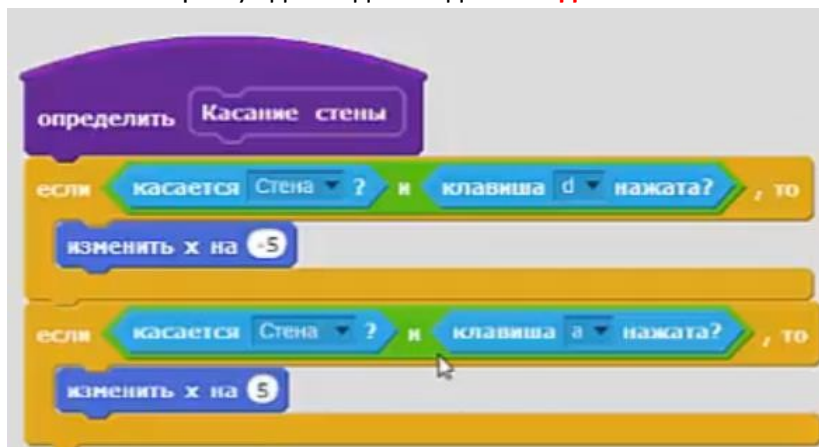 определить Касание стены
если касается Стена ? и клавиша d нажата? , то
изменить x на -5
если касается Стена ? и клавиша a нажата? , то
изменить x на 5